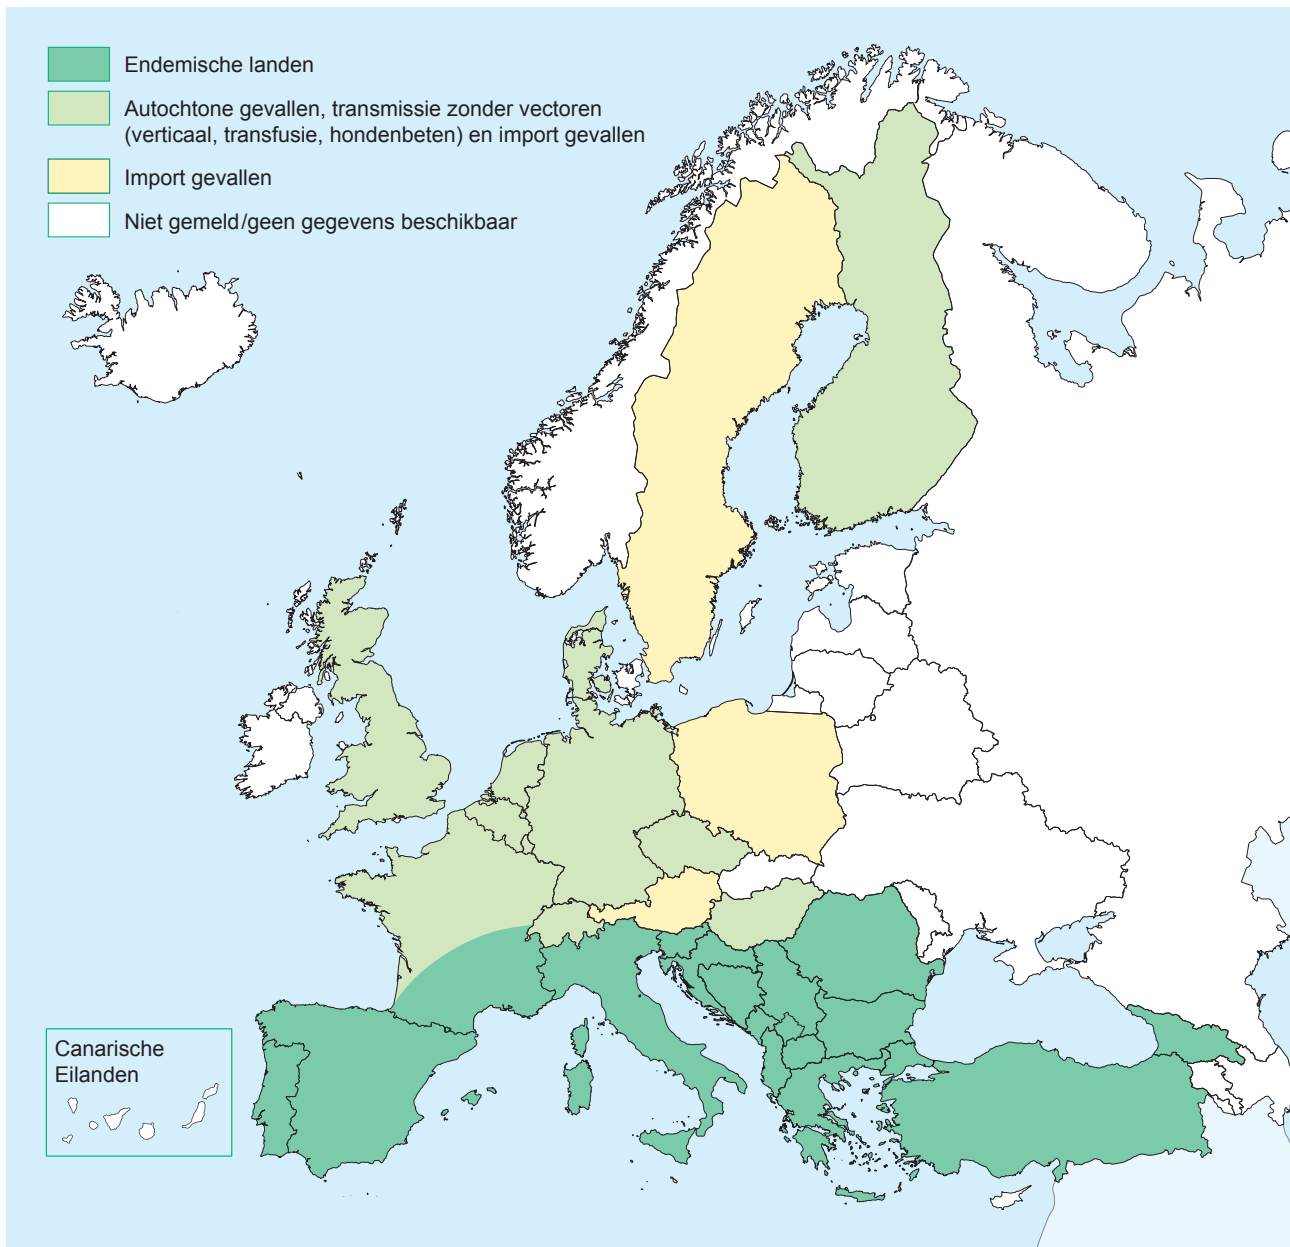 Endemische landen
Autochtone gevallen, transmissie zonder vectoren
(verticaal, transfusie, hondenbeten) en import gevallen
Import gevallen
Niet gemeld/geen gegevens beschikbaar
Canarische
Eilanden